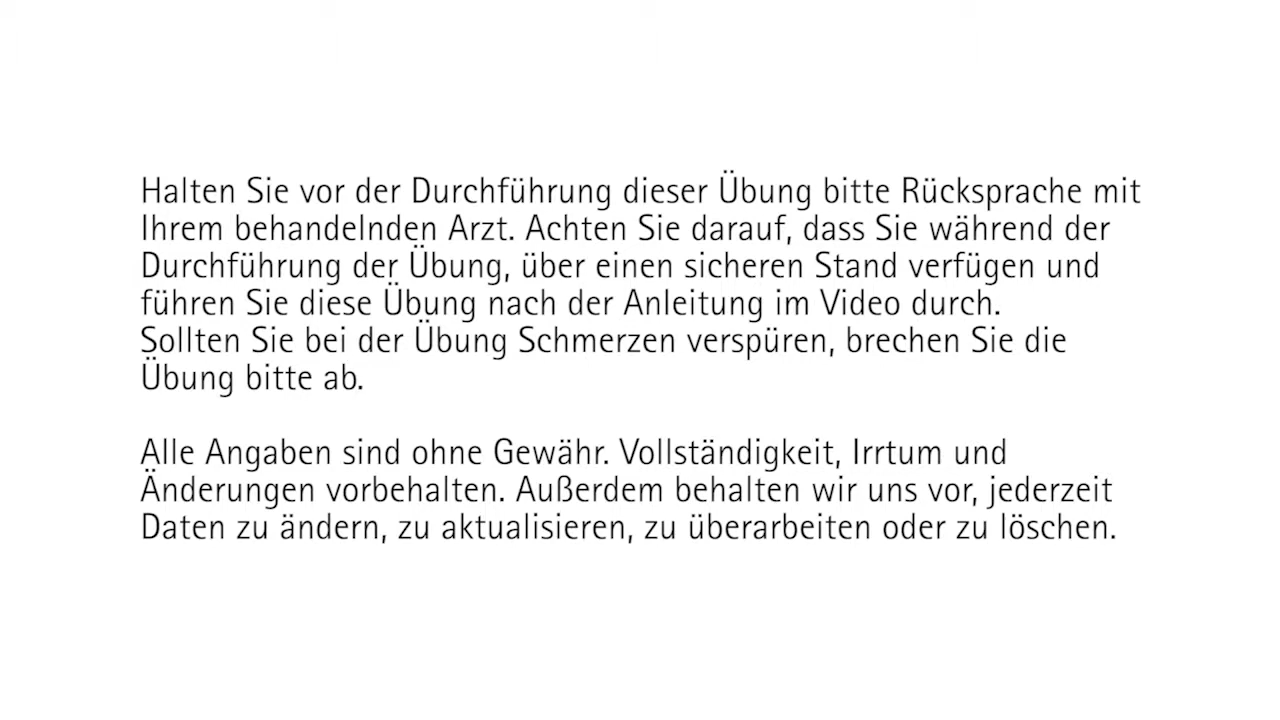 Halten Sie vor der Durchführung dieser Übung bitte Rücksprache mit
Ihrem behandelnden Arzt. Achten Sie darauf, dass Sie während der
Durchführung der Übung, über einen sicheren Stand verfügen und
führen Sie diese Übung nach der Anleitung im Video durch.
Sollten Sie bei der Übung Schmerzen verspüren, brechen Sie die
Übung bitte ab.
Alle Angaben sind ohne Gewähr. Vollständigkeit, Irrtum und
Änderungen vorbehalten. Außerdem behalten wir uns vor, jederzeit
Daten zu ändern, zu aktualisieren, zu überarbeiten oder zu löschen.